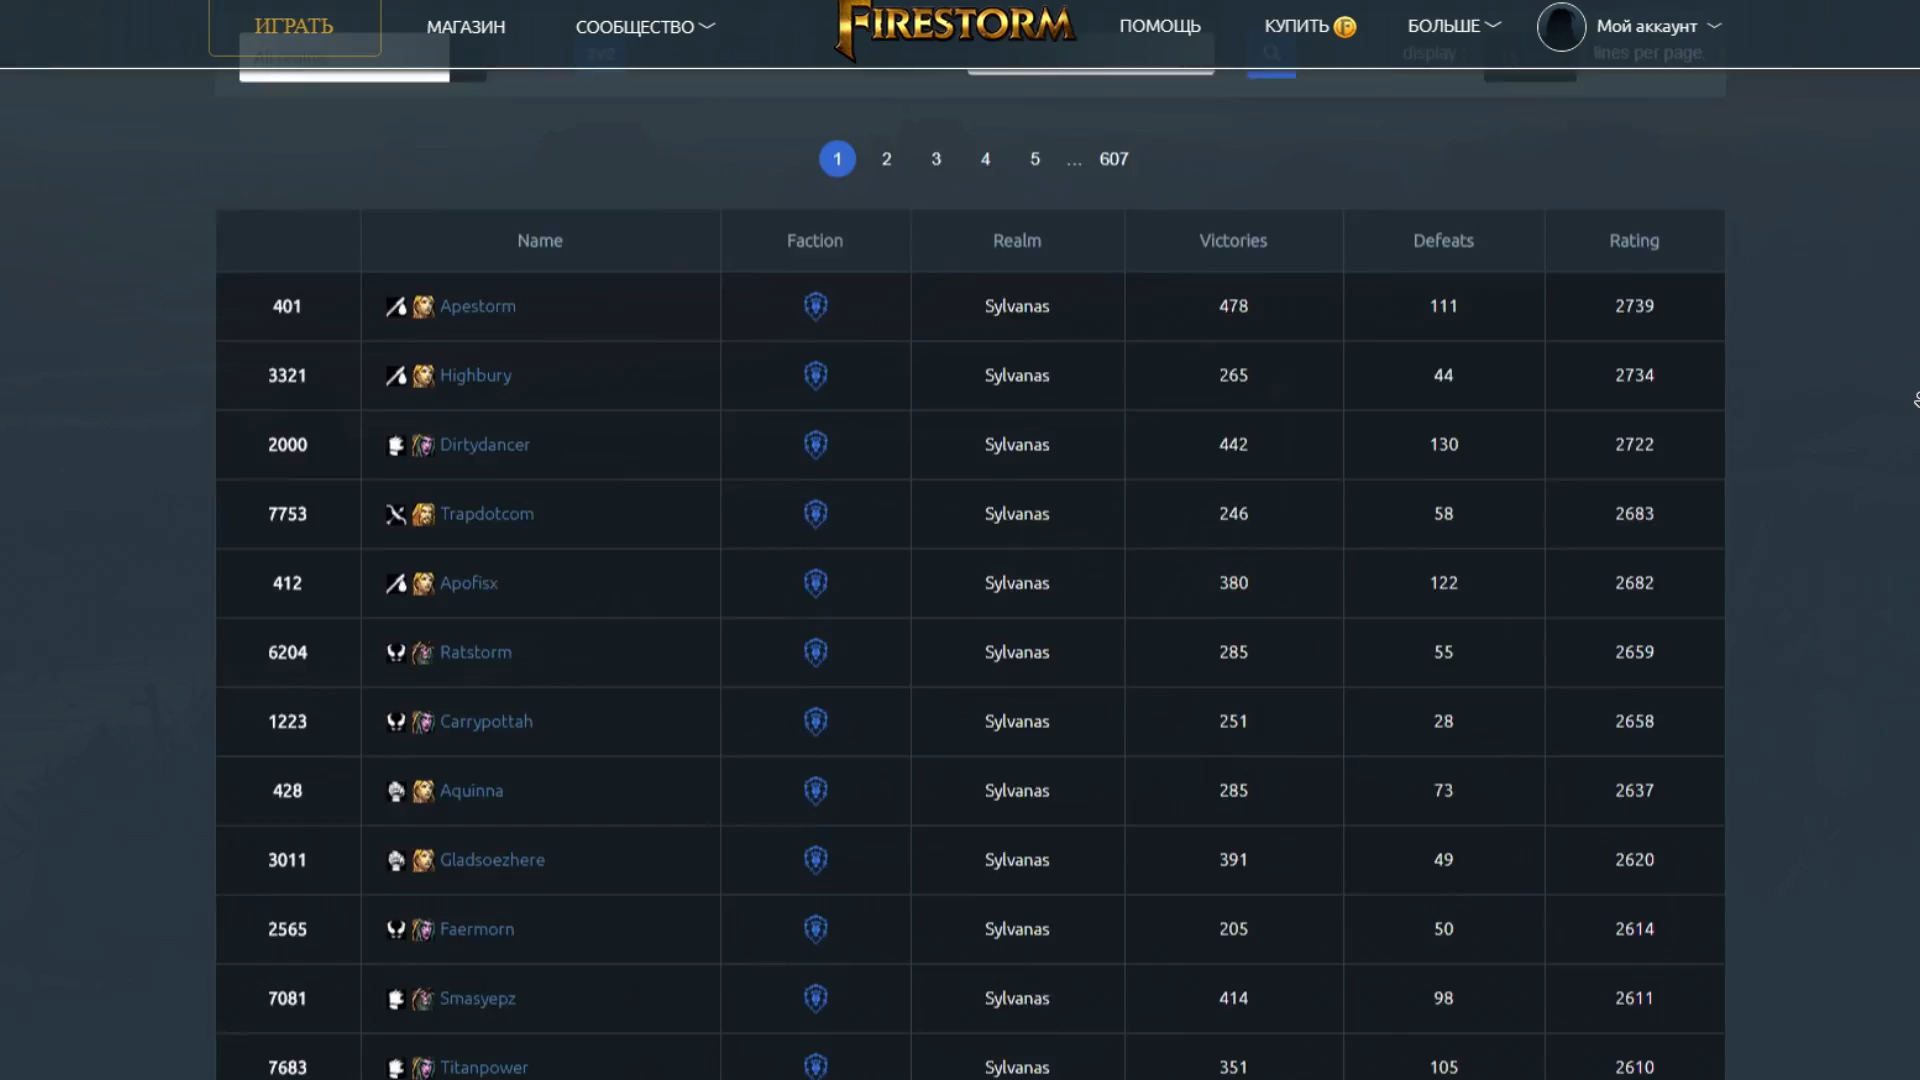 ИГРАТЬ МАГАЗИН СООБЩЕСТВО FIRESTORM ПОМОЩЬ КУПИТЬ БОЛЬШЕ Мой аккаунт
display lines per page
1 2 3 4 5 ... 607
Name Faction Realm Victories Defeats Rating
401 Apestorm Sylvanas 478 111 2739
3321 Highbury Sylvanas 265 44 2734
2000 Dirtydancer Sylvanas 442 130 2722
7753 Trapdotcom Sylvanas 246 58 2683
412 Apofisx Sylvanas 380 122 2682
6204 Ratstorm Sylvanas 285 55 2659
1223 Carrypottah Sylvanas 251 28 2658
428 Aquinna Sylvanas 285 73 2637
3011 Gladsoezhere Sylvanas 391 49 2620
2565 Faermorn Sylvanas 205 50 2614
7081 Smasyepz Sylvanas 414 98 2611
7683 Titanpower Sylvanas 351 105 2610